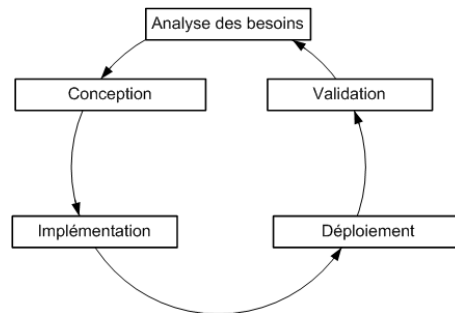 Analyse des besoins
Conception
Validation
Implémentation
Déploiement